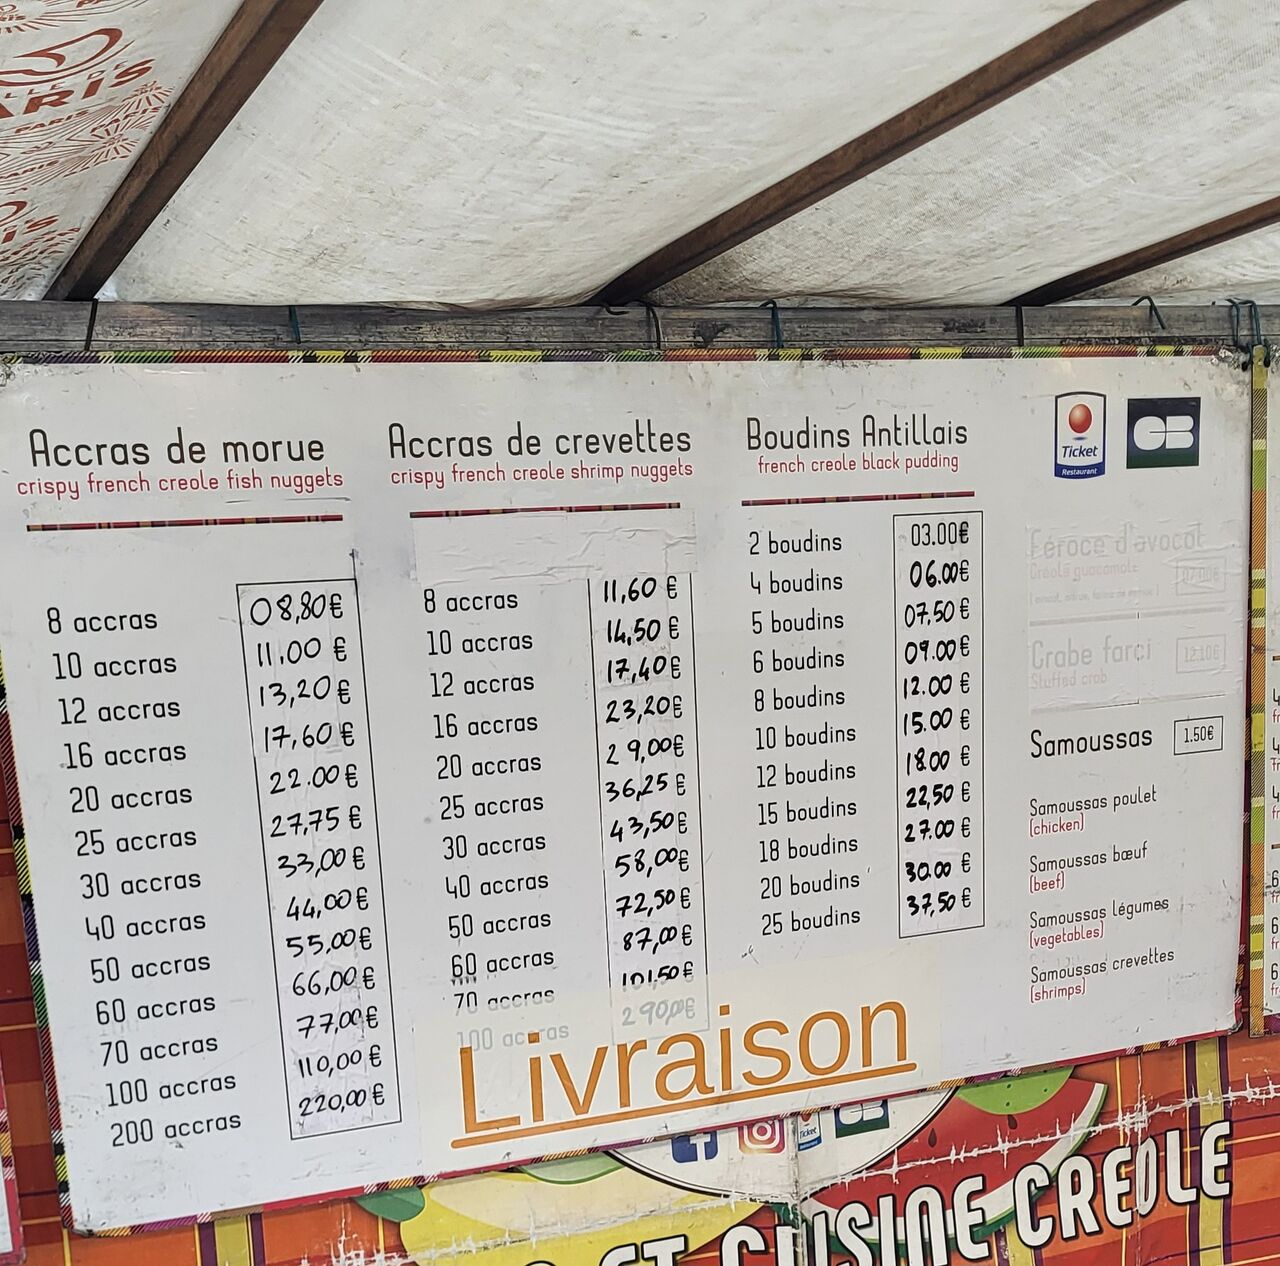 VILLE DE
PARIS
PARIS
Accras de morue
crispy french creole fish nuggets
8 accras 08,80€
10 accras 11,00 €
12 accras 13,20€
16 accras 17,60 €
20 accras 22.00€
25 accras 27,75 €
30 accras 33,00€
40 accras 44,00€
50 accras 55,00€
60 accras 66,00€
70 accras 77,00€
100 accras 110,00€
200 accras 220,00€
Accras de crevettes
crispy french creole shrimp nuggets
8 accras 11,60 €
10 accras 14,50 €
12 accras 17,40€
16 accras 23,20€
20 accras 29,00€
25 accras 36,25 €
30 accras 43,50€
40 accras 58,00€
50 accras 72,50€
60 accras 87,00€
70 accras 101,50€
100 accras 290,00€
Livraison
Boudins Antillais
french creole black pudding
2 boudins 03.00€
4 boudins 06.00€
5 boudins 07.50€
6 boudins 09.00€
8 boudins 12.00 €
10 boudins 15.00 €
12 boudins 18.00 €
15 boudins 22,50 €
18 boudins 27.00 €
20 boudins 30.00 €
25 boudins 37,50 €
Ticket
Restaurant
CB
Féroce d'avocat
Créole guacamole
Crabe farci 12.10€
Stuffed crab
Samoussas 1.50€
Samoussas poulet
(chicken)
Samoussas bœuf
(beef)
Samoussas légumes
(vegetables)
Samoussas crevettes
(shrimps)
Ticket
ET CUISINE CREOLE